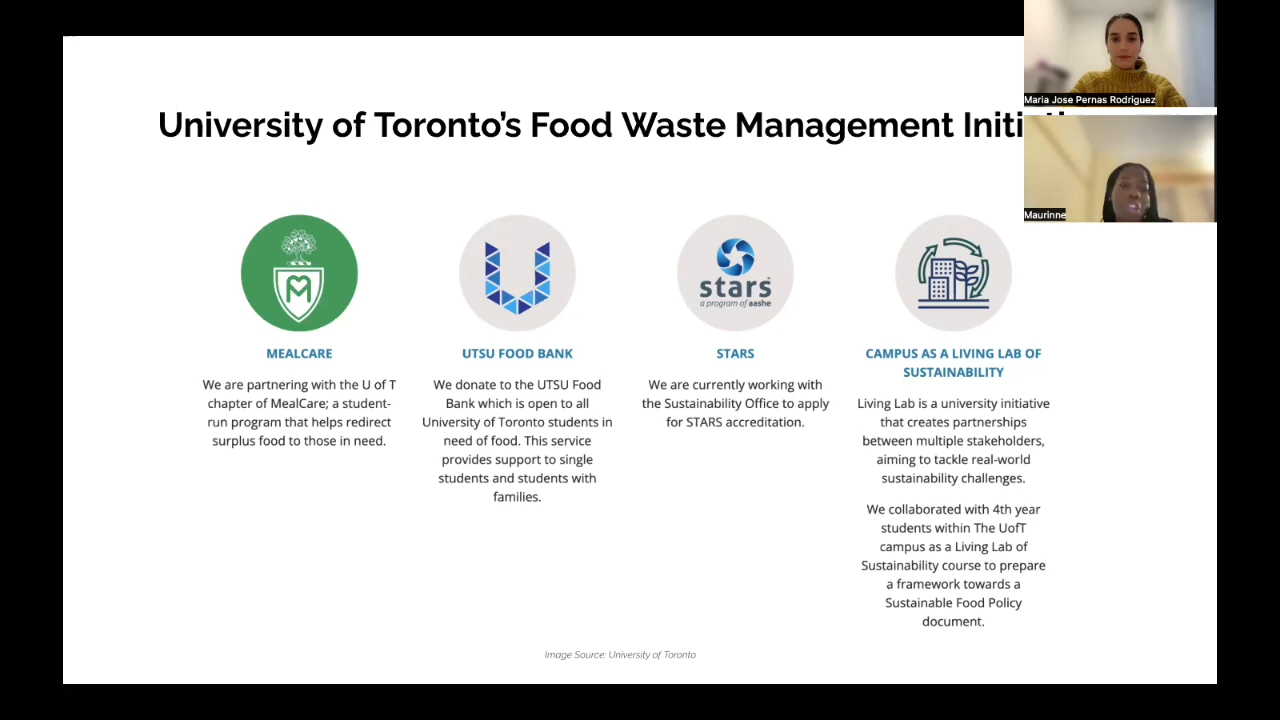 Maria Jose Pernas Rodriguez
University of Toronto's Food Waste Management Initi
Maurinne
stars
a program of aashe
MEALCARE
We are partnering with the U of T
chapter of MealCare; a student-
run program that helps redirect
surplus food to those in need.
UTSU FOOD BANK
We donate to the UTSU Food
Bank which is open to all
University of Toronto students in
need of food. This service
provides support to single
students and students with
families.
STARS
We are currently working with
the Sustainability Office to apply
for STARS accreditation.
CAMPUS AS A LIVING LAB OF
SUSTAINABILITY
Living Lab is a university initiative
that creates partnerships
between multiple stakeholders,
aiming to tackle real-world
sustainability challenges.
We collaborated with 4th year
students within The UofT
campus as a Living Lab of
Sustainability course to prepare
a framework towards a
Sustainable Food Policy
document.
Image Source: University of Toronto